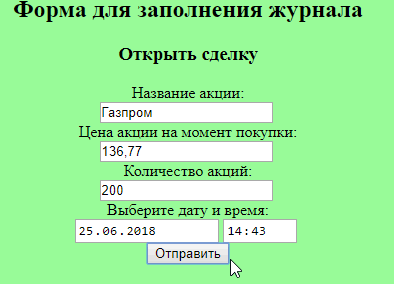 Форма для заполнения журнала
Открыть сделку
Название акции:
Газпром
Цена акции на момент покупки:
136,77
Количество акций:
200
Выберите дату и время:
25.06.2018 14:43
Отправить